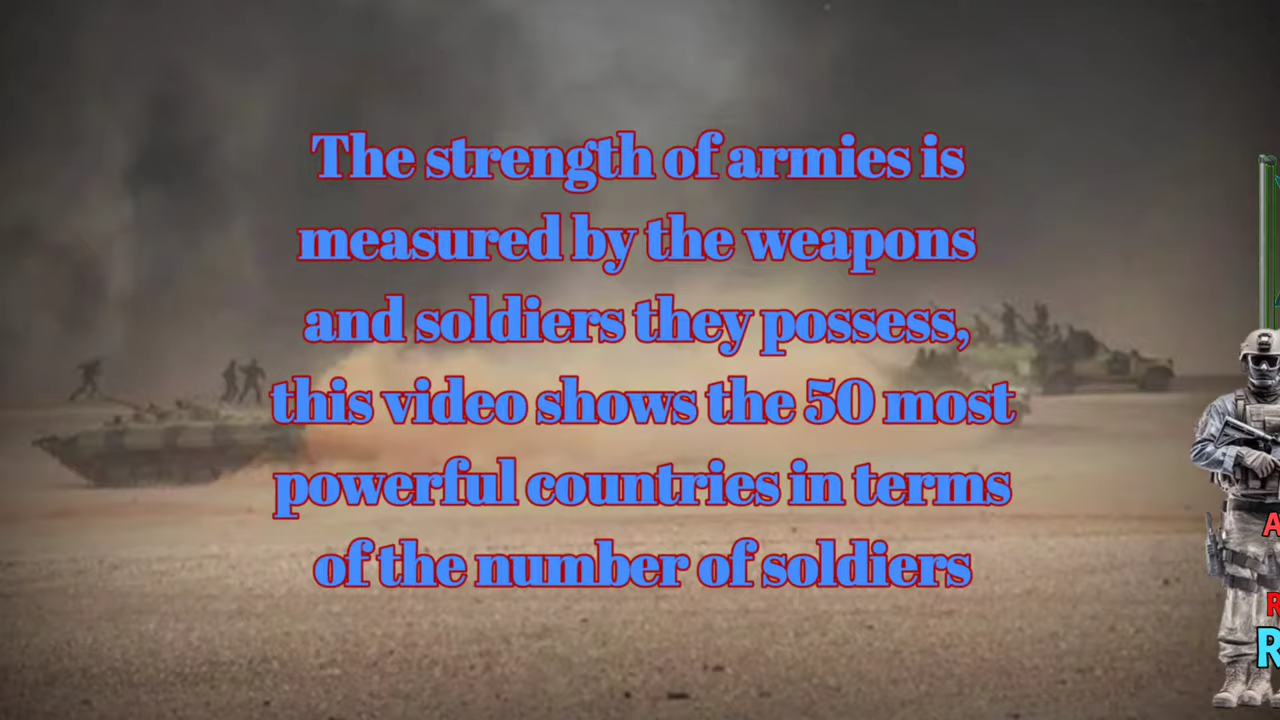 The strength of armies is
measured by the weapons
and soldiers they possess,
this video shows the 50 most
powerful countries in terms
of the number of soldiers
A
R
R